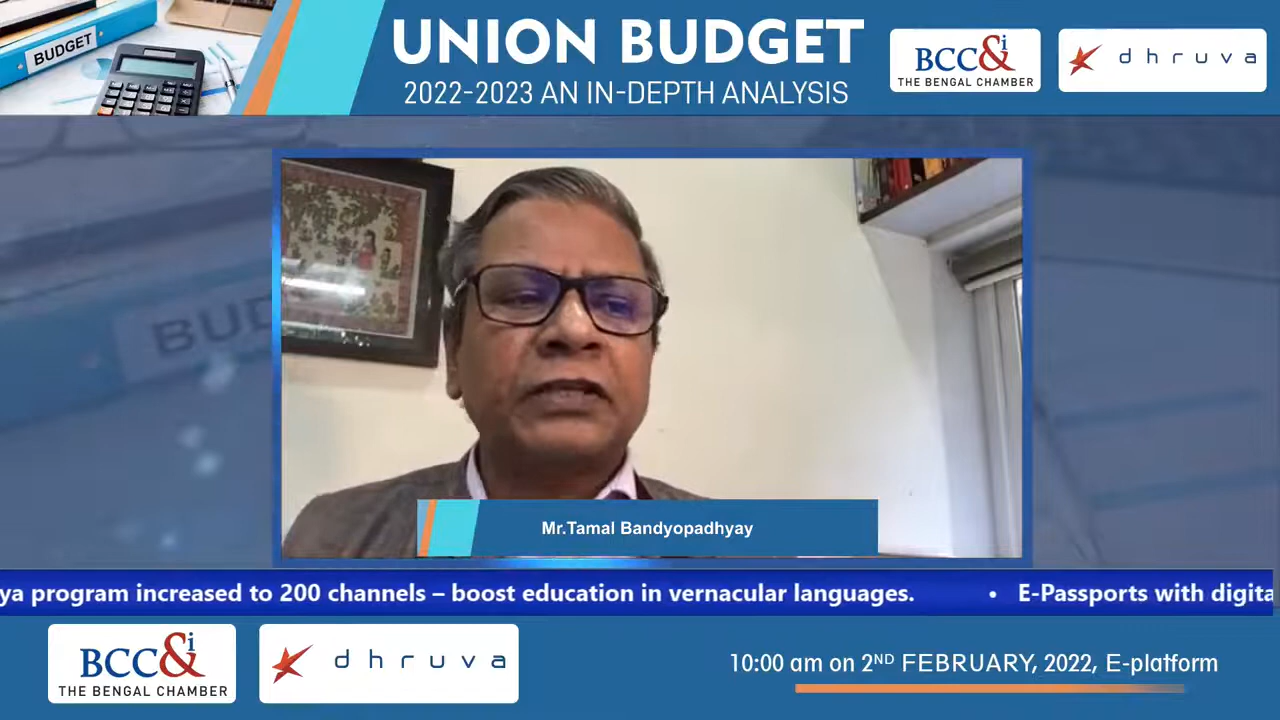 BUDGET
UNION BUDGET
2022-2023 AN IN-DEPTH ANALYSIS
BCC&i
THE BENGAL CHAMBER
dhruva
BUD
Mr.Tamal Bandyopadhyay
ya program increased to 200 channels – boost education in vernacular languages. • E-Passports with digita
BCC&i
THE BENGAL CHAMBER
dhruva
10:00 am on 2ND FEBRUARY, 2022, E-platform